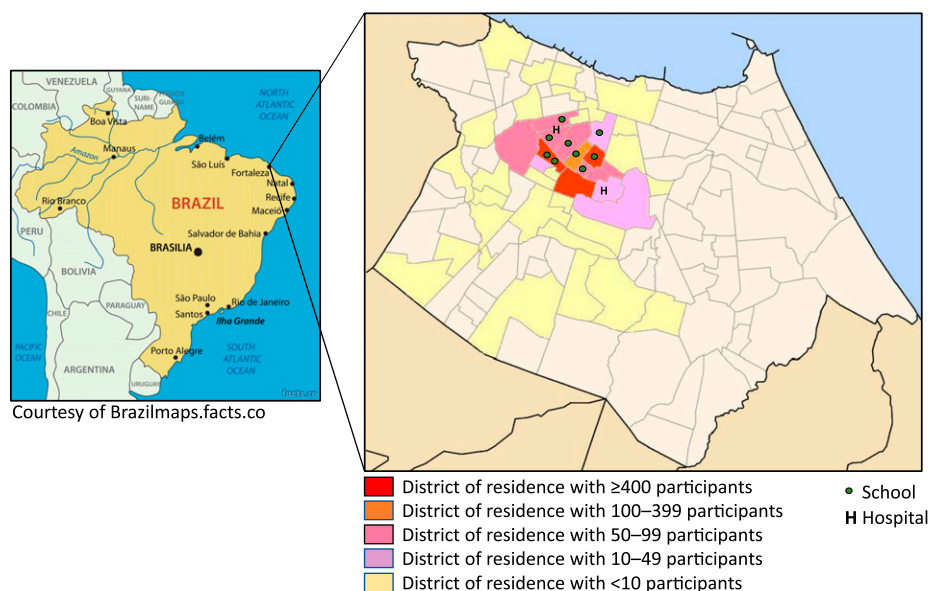 VENEZUELA
GUYANA
SURI-
NAME
FRENCH
GUIANA
COLOMBIA
NORTH
ATLANTIC
OCEAN
Boa Vista
Amazon
Manaus
Belém
São Luís
Fortaleza
Natal
Recife
Maceió
Rio Branco
BRAZIL
PERU
Salvador de Bahia
BRASILIA
BOLIVIA
São Paulo
Rio de Janeiro
Santos
Ilha Grande
PARAGUAY
CHILE
PACIFIC
OCEAN
Porto Alegre
SOUTH
ATLANTIC
OCEAN
ARGENTINA
URUGUAY
Courtesy of Brazilmaps.facts.co
H
H
District of residence with ≥400 participants
District of residence with 100–399 participants
District of residence with 50–99 participants
District of residence with 10–49 participants
District of residence with <10 participants
School
H Hospital